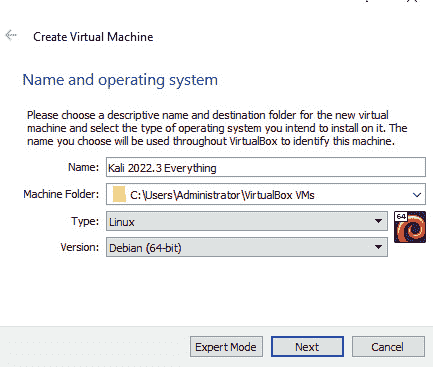 Create Virtual Machine
Name and operating system
Please choose a descriptive name and destination folder for the new virtual
machine and select the type of operating system you intend to install on it. The
name you choose will be used throughout VirtualBox to identify this machine.
Name: Kali 2022.3 Everything
Machine Folder: C:\Users\Administrator\VirtualBox VMs
Type: Linux
64
Version: Debian (64-bit)
Expert Mode Next Cancel